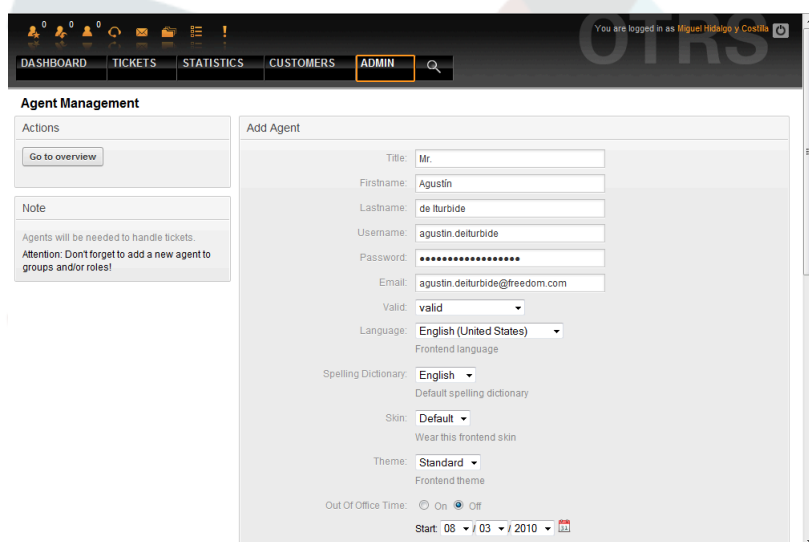 0 0 0
You are logged in as Miguel Hidalgo y Costilla
OTRS
DASHBOARD TICKETS STATISTICS CUSTOMERS ADMIN
Agent Management
Actions
Go to overview
Note
Agents will be needed to handle tickets.
Attention: Don't forget to add a new agent to
groups and/or roles!
Add Agent
Title: Mr.
Firstname: Agustín
Lastname: de Iturbide
Username: agustin.deiturbide
Password: ••••••••••••••••••
Email: agustin.deiturbide@freedom.com
Valid: valid
Language: English (United States)
Frontend language
Spelling Dictionary: English
Default spelling dictionary
Skin: Default
Wear this frontend skin
Theme: Standard
Frontend theme
Out Of Office Time: On Off
Start: 08 / 03 / 2010